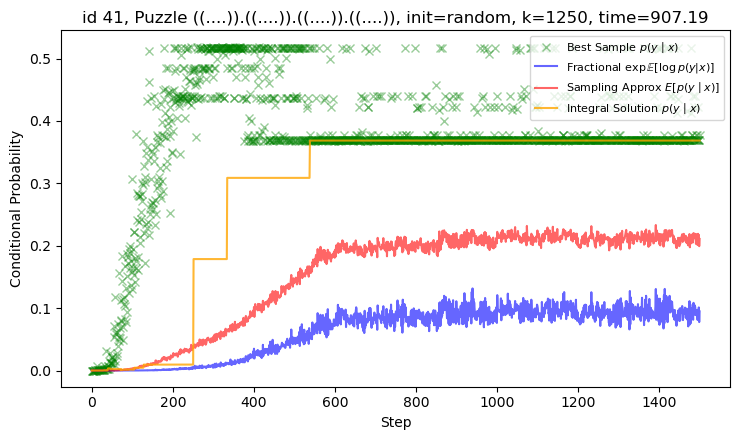 id 41, Puzzle ((....)).((....)).((....)).((....)), init=random, k=1250, time=907.19
Best Sample p(y | x)
Fractional exp𝔼[log p(y|x)]
Sampling Approx E[p(y | x)]
Integral Solution p(y | x)
Conditional Probability
0.5
0.4
0.3
0.2
0.1
0.0
0 200 400 600 800 1000 1200 1400
Step